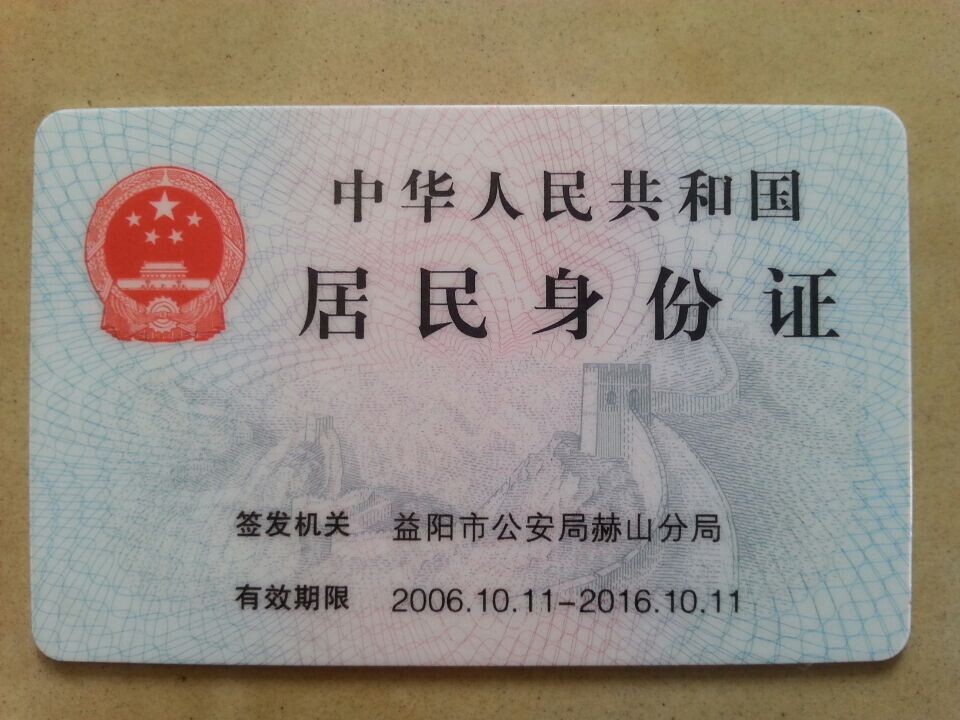 中华人民共和国
居民身份证
签发机关 益阳市公安局赫山分局
有效期限 2006.10.11-2016.10.11